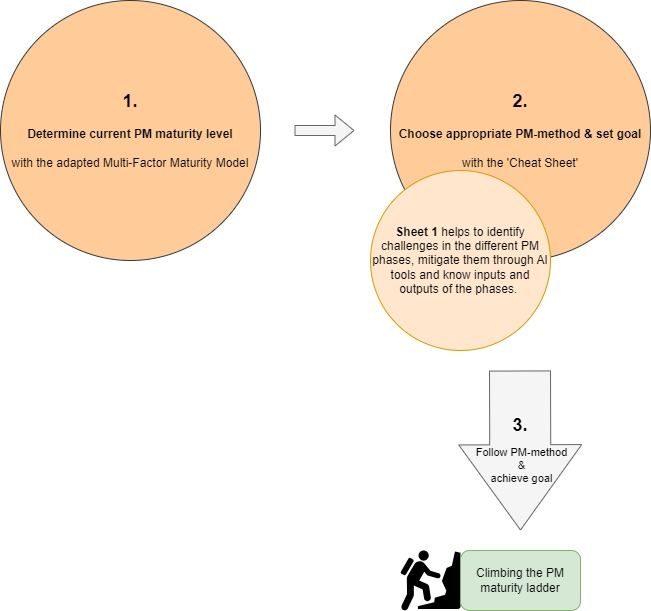 1.
Determine current PM maturity level
with the adapted Multi-Factor Maturity Model
2.
Choose appropriate PM-method & set goal
with the 'Cheat Sheet'
Sheet 1 helps to identify
challenges in the different PM
phases, mitigate them through AI
tools and know inputs and
outputs of the phases.
3.
Follow PM-method
&
achieve goal
Climbing the PM
maturity ladder